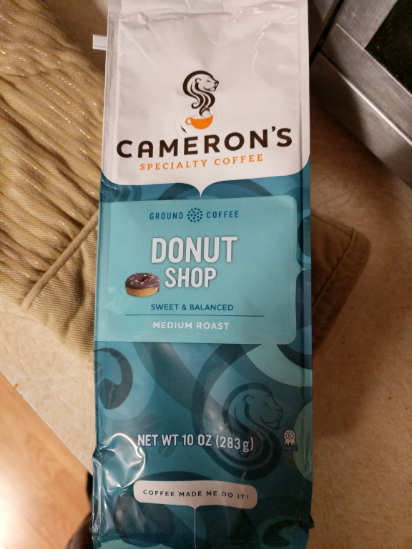 CAMERON'S
SPECIALTY COFFEE
GROUND COFFEE
DONUT
SHOP
SWEET & BALANCED
MEDIUM ROAST
NET WT 10 OZ (283g)
COFFEE MADE ME DO IT!